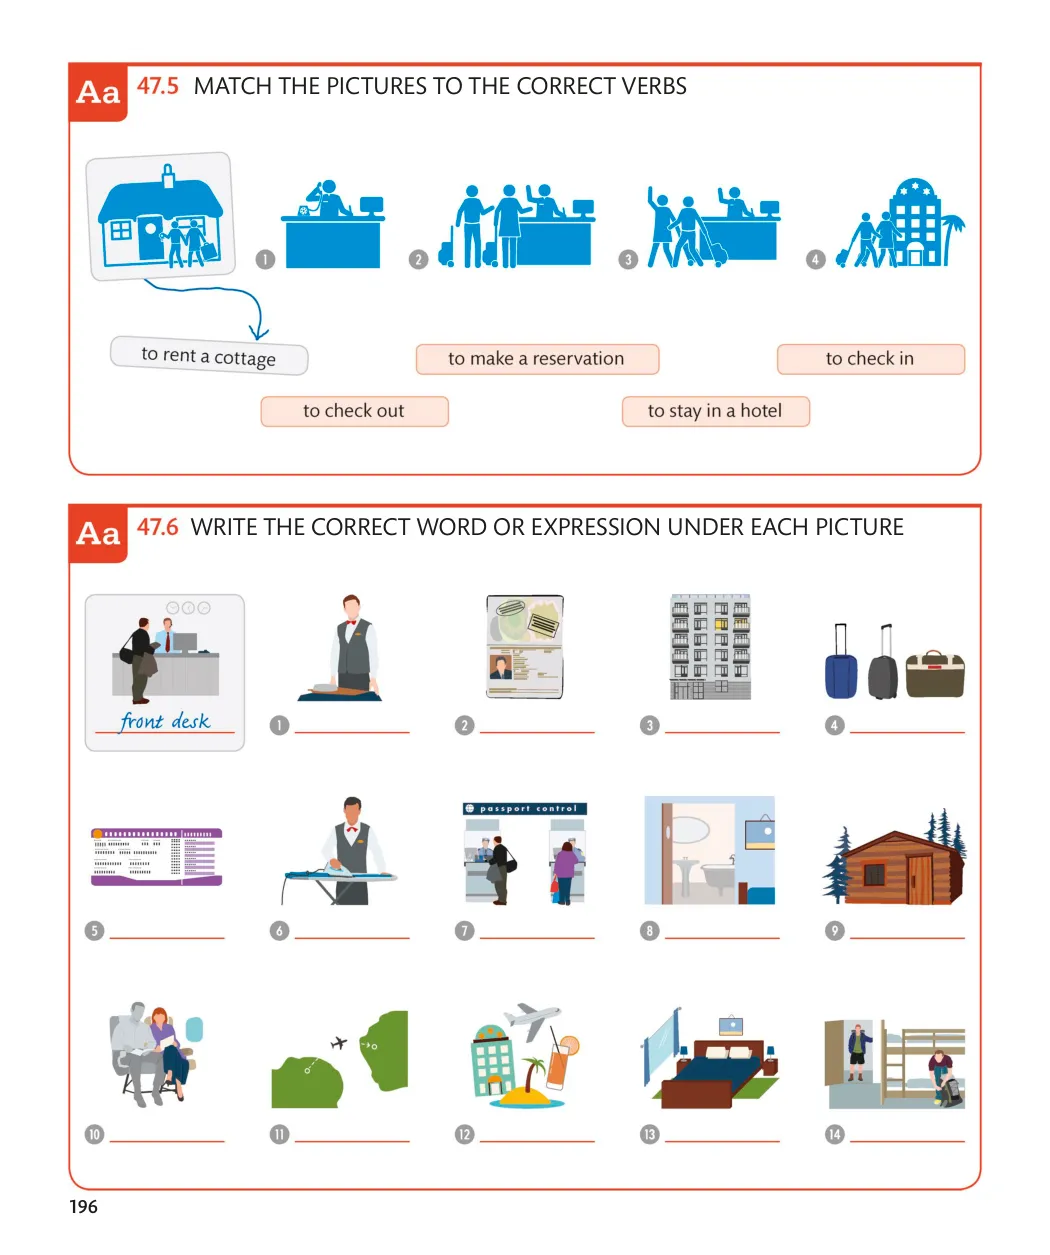 Aa 47.5 MATCH THE PICTURES TO THE CORRECT VERBS
1
2
3
4
to rent a cottage
to make a reservation
to check in
to check out
to stay in a hotel
Aa 47.6 WRITE THE CORRECT WORD OR EXPRESSION UNDER EACH PICTURE
front desk
1
2
3
4
passport control
5
6
7
8
9
10
11
12
13
14
196